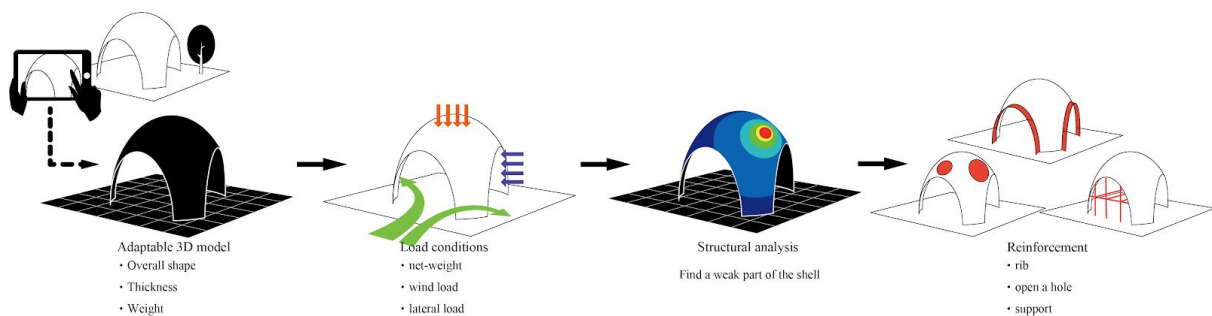 Adaptable 3D model
・Overall shape
・Thickness
・Weight
Load conditions
・net-weight
・wind load
・lateral load
Structural analysis
Find a weak part of the shell
Reinforcement
・rib
・open a hole
・support